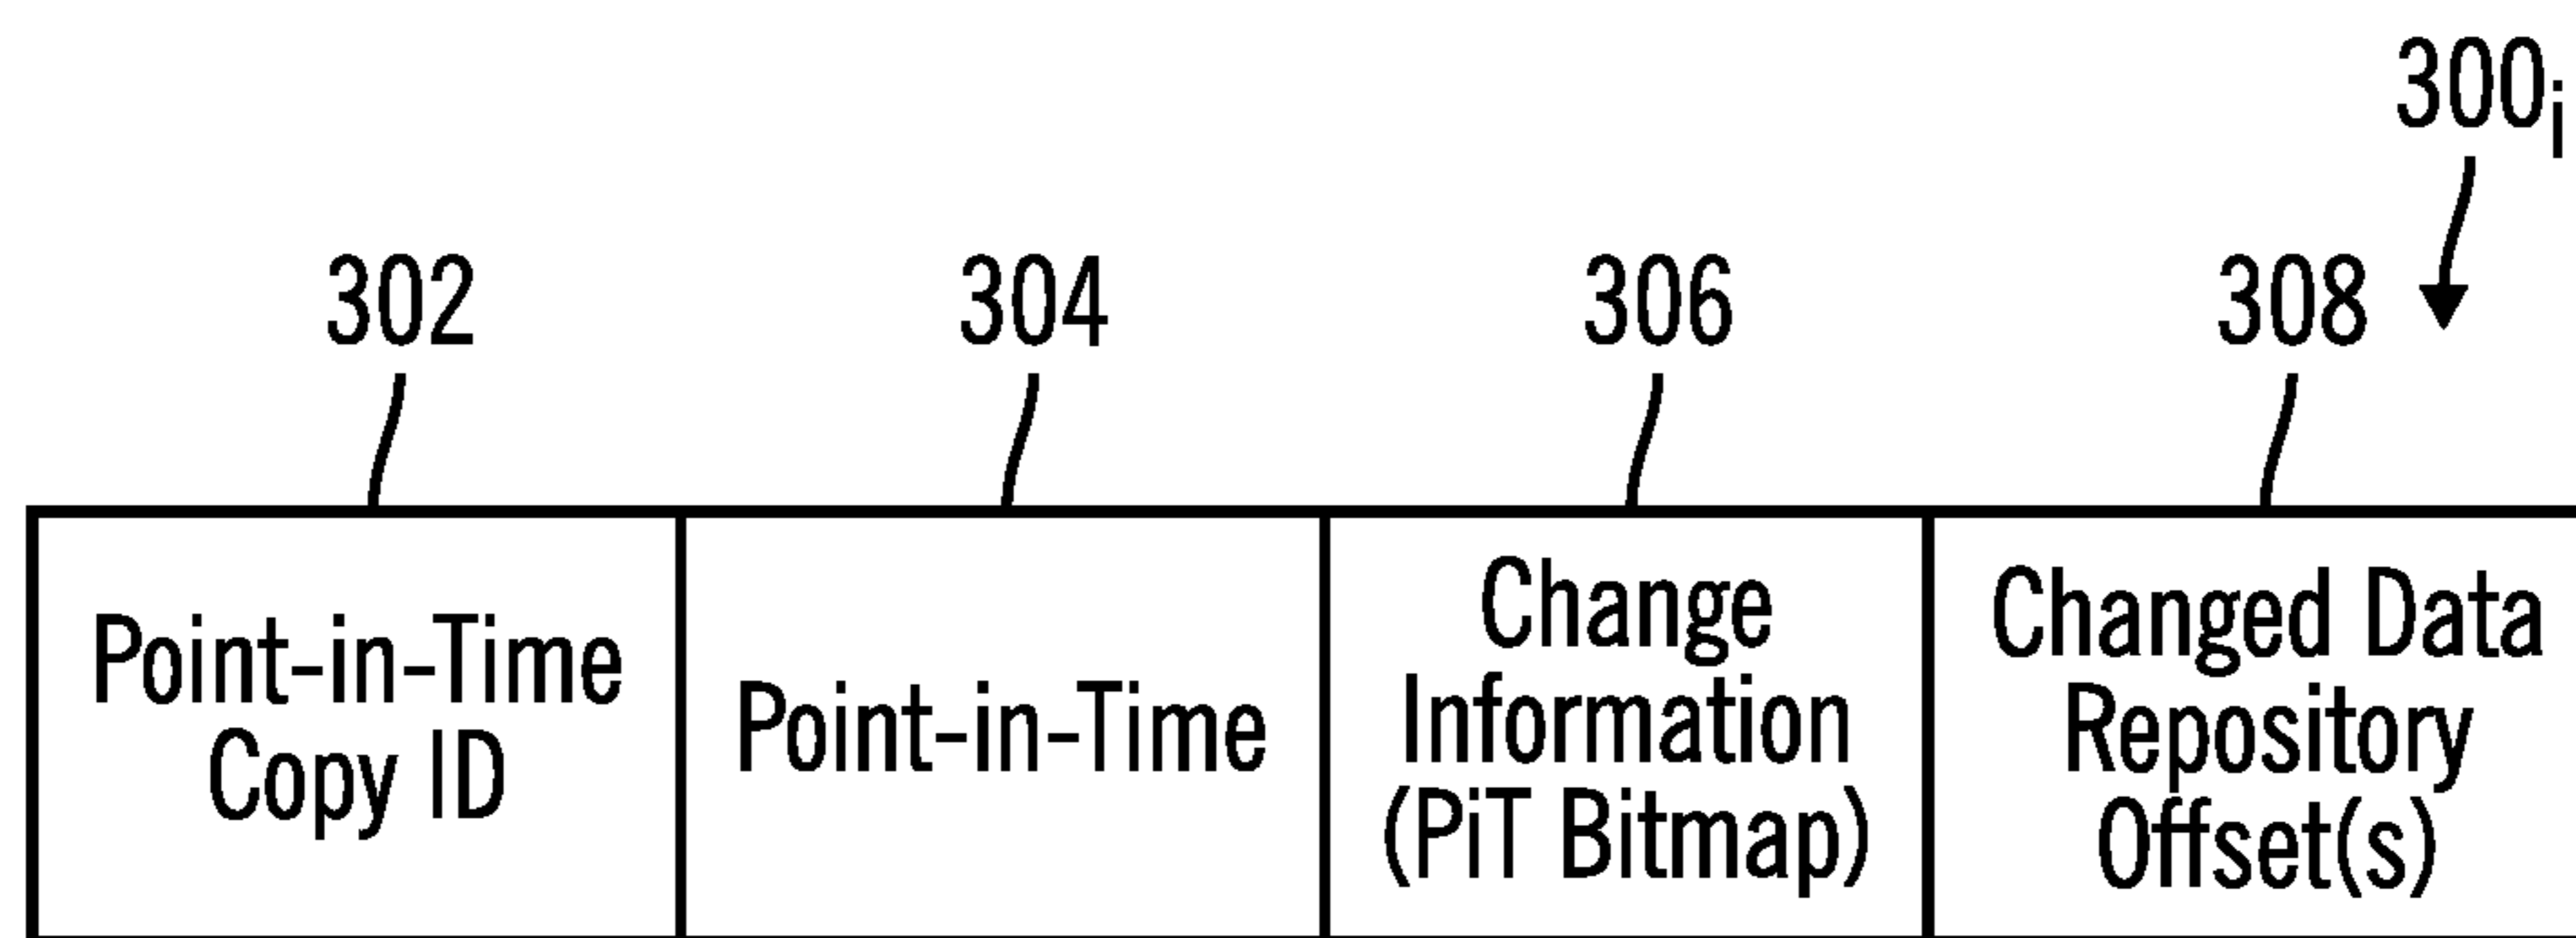 300i
302
304
306
308
Point-in-Time
Copy ID
Point-in-Time
Change
Information
(PiT Bitmap)
Changed Data
Repository
Offset(s)